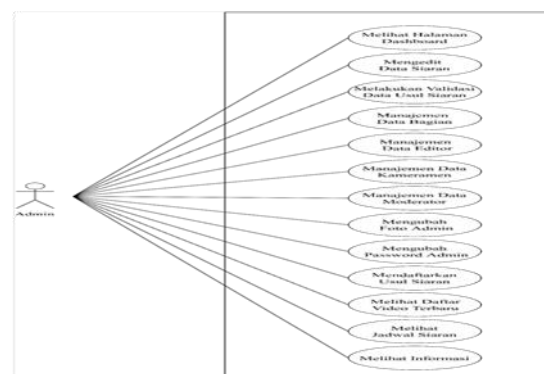 Melihat Halaman
Dashboard
Mengedit
Data Siaran
Melakukan Validasi
Data Usul Siaran
Manajemen
Data Bagian
Manajemen
Data Editor
Manajemen Data
Kameramen
Manajemen Data
Moderator
Mengubah
Foto Admin
Mengubah
Password Admin
Mendaftarkan
Usul Siaran
Melihat Daftar
Video Terbaru
Melihat
Jadwal Siaran
Melihat Informasi
Admin